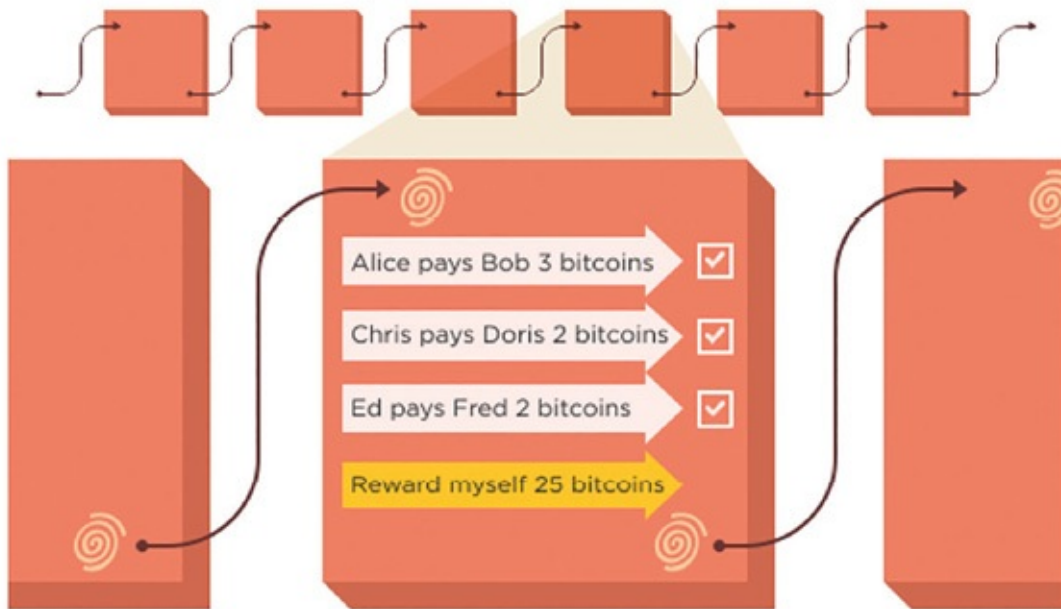 Alice pays Bob 3 bitcoins
Chris pays Doris 2 bitcoins
Ed pays Fred 2 bitcoins
Reward myself 25 bitcoins